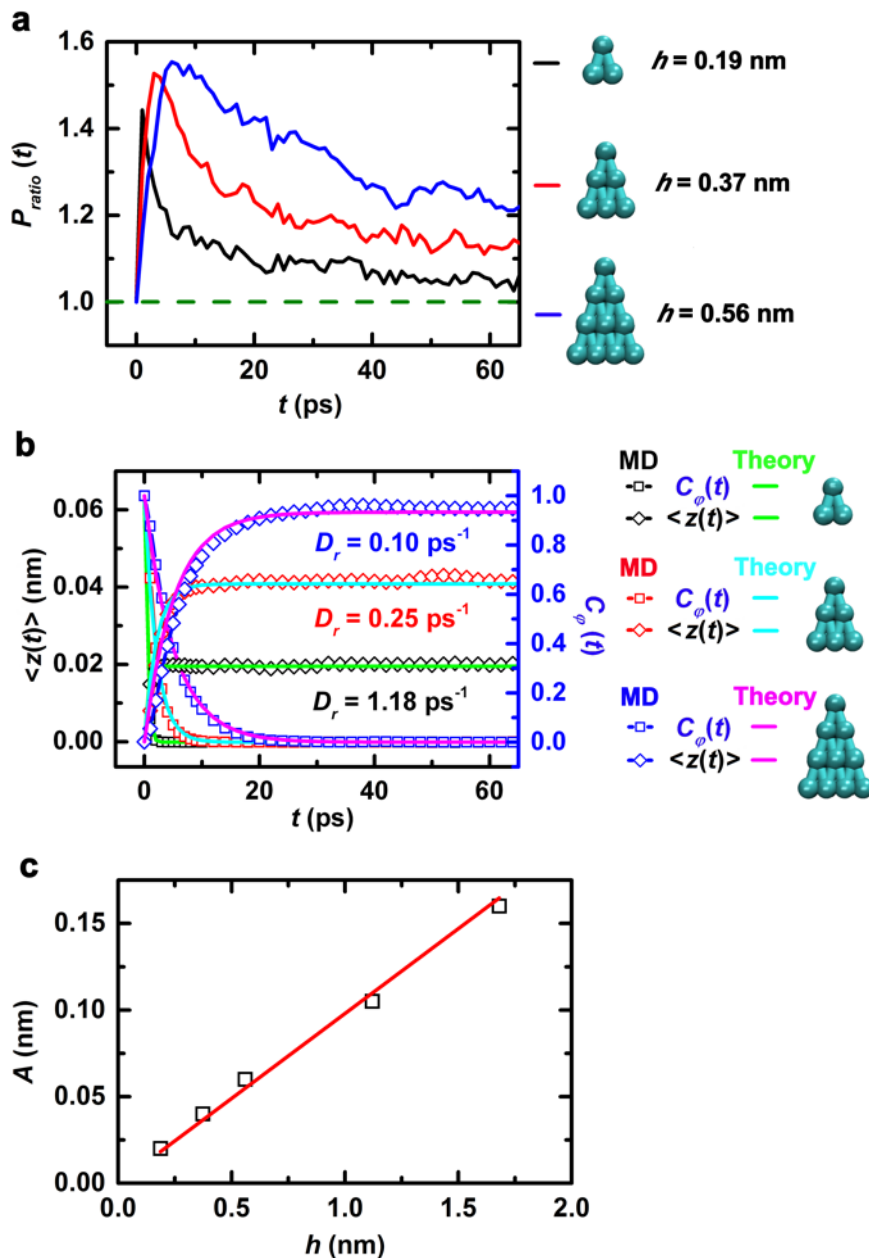 a
P_ratio (t)
1.6
1.4
1.2
1.0
0 20 40 60
t (ps)
h = 0.19 nm
h = 0.37 nm
h = 0.56 nm
b
<z(t)> (nm)
0.06
0.04
0.02
0.00
D_r = 0.10 ps⁻¹
D_r = 0.25 ps⁻¹
D_r = 1.18 ps⁻¹
1.0
0.8
0.6
0.4
0.2
0.0
C_φ (t)
0 20 40 60
t (ps)
MD Theory
C_φ(t)
<z(t)>
MD Theory
C_φ(t)
<z(t)>
MD Theory
C_φ(t)
<z(t)>
c
A (nm)
0.15
0.10
0.05
0.00
0.0 0.5 1.0 1.5 2.0
h (nm)